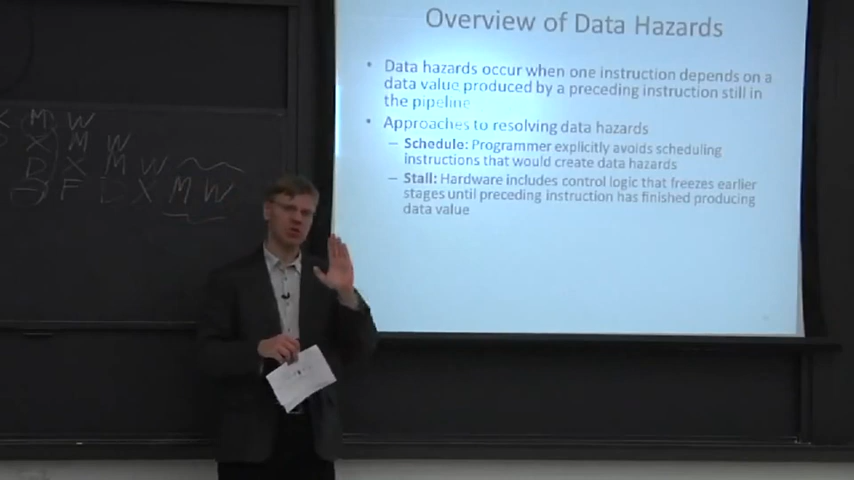 Overview of Data Hazards
• Data hazards occur when one instruction depends on a
data value produced by a preceding instruction still in
the pipeline
• Approaches to resolving data hazards
– Schedule: Programmer explicitly avoids scheduling
instructions that would create data hazards
– Stall: Hardware includes control logic that freezes earlier
stages until preceding instruction has finished producing
data value
X M W
X M W
D X M W
F D X M W